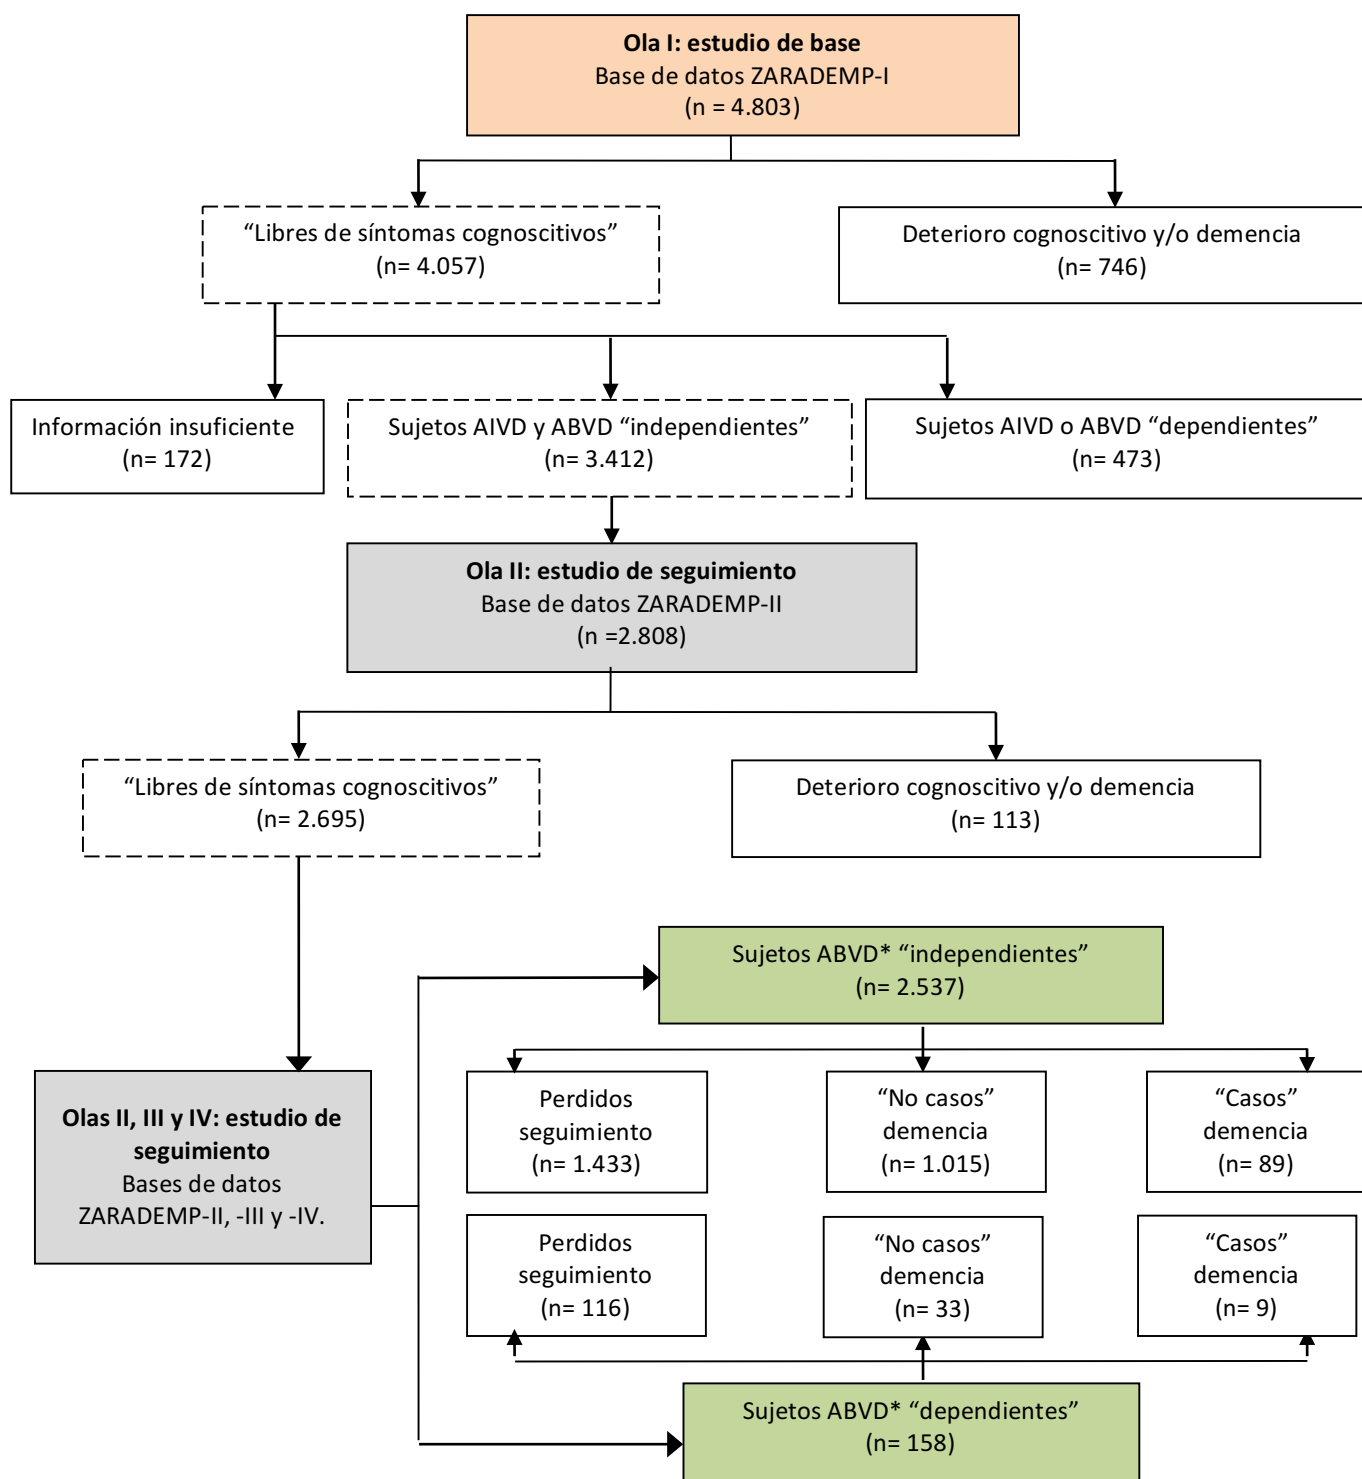 Ola I: estudio de base
Base de datos ZARADEMP-I
(n = 4.803)
“Libres de síntomas cognoscitivos”
(n= 4.057)
Deterioro cognoscitivo y/o demencia
(n= 746)
Información insuficiente
(n= 172)
Sujetos AIVD y ABVD “independientes”
(n= 3.412)
Sujetos AIVD o ABVD “dependientes”
(n= 473)
Ola II: estudio de seguimiento
Base de datos ZARADEMP-II
(n =2.808)
“Libres de síntomas cognoscitivos”
(n= 2.695)
Deterioro cognoscitivo y/o demencia
(n= 113)
Sujetos ABVD* “independientes”
(n= 2.537)
Olas II, III y IV: estudio de
seguimiento
Bases de datos
ZARADEMP-II, -III y -IV.
Perdidos
seguimiento
(n= 1.433)
“No casos”
demencia
(n= 1.015)
“Casos”
demencia
(n= 89)
Perdidos
seguimiento
(n= 116)
“No casos”
demencia
(n= 33)
“Casos”
demencia
(n= 9)
Sujetos ABVD* “dependientes”
(n= 158)